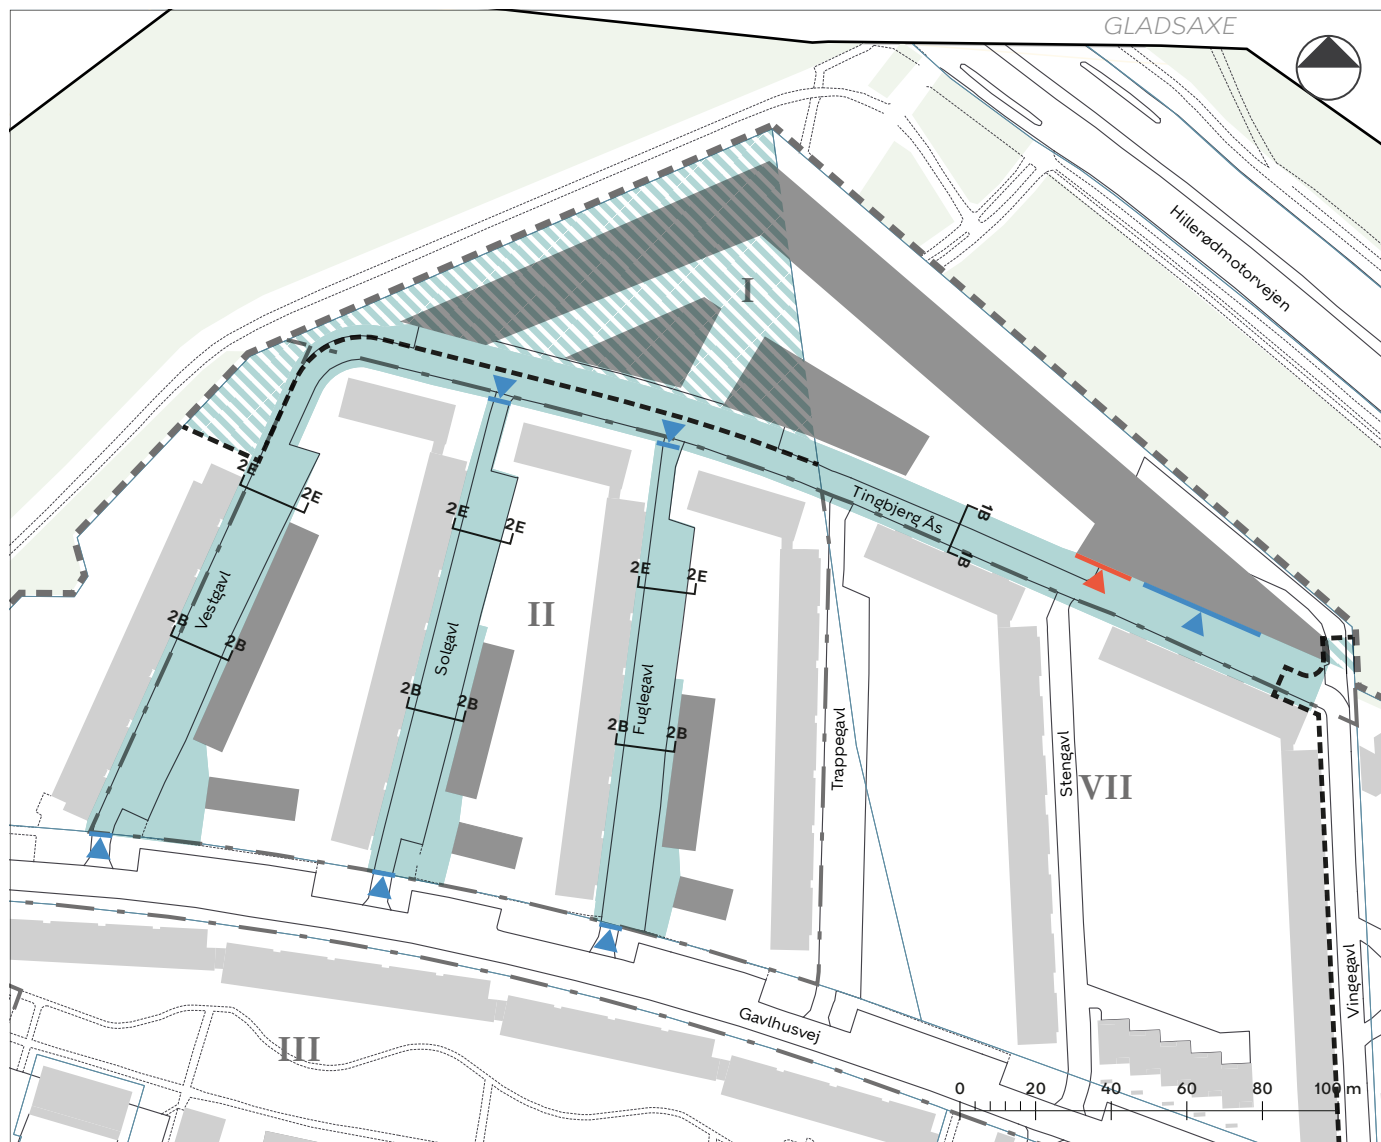 GLADSAXE
Hillerødmotorvejen
I
Tingbjerg Ås
1B
1B
2E
2E
2E
2E
2E
2E
Vestgavl
Solgavl
Fuglegavl
II
2B
2B
2B
2B
2B
2B
Trappegavl
Stengavl
VII
Vingegavl
Gavlhusvej
III
0 20 40 60 80 100 m